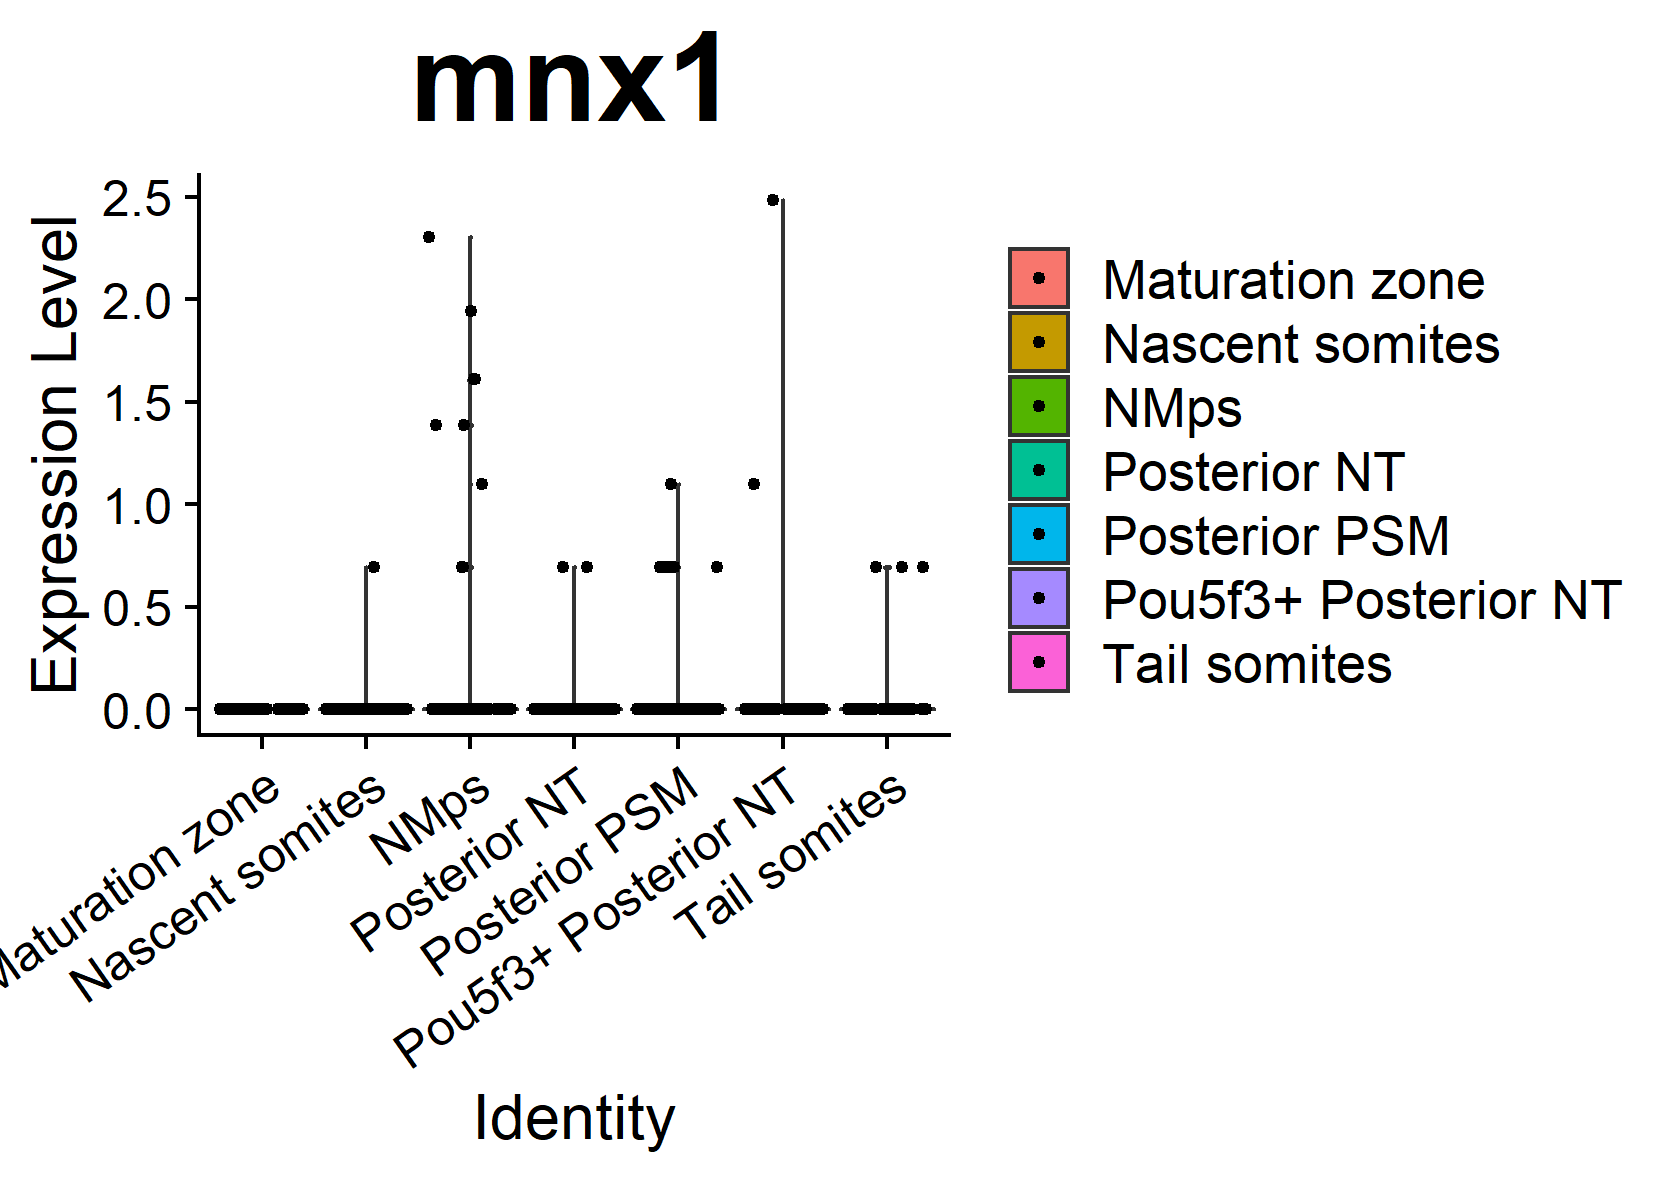 mnx1
Expression Level
2.5
2.0
1.5
1.0
0.5
0.0
Maturation zone
Nascent somites
NMps
Posterior NT
Posterior PSM
Pou5f3+ Posterior NT
Tail somites
Identity
Maturation zone
Nascent somites
NMps
Posterior NT
Posterior PSM
Pou5f3+ Posterior NT
Tail somites